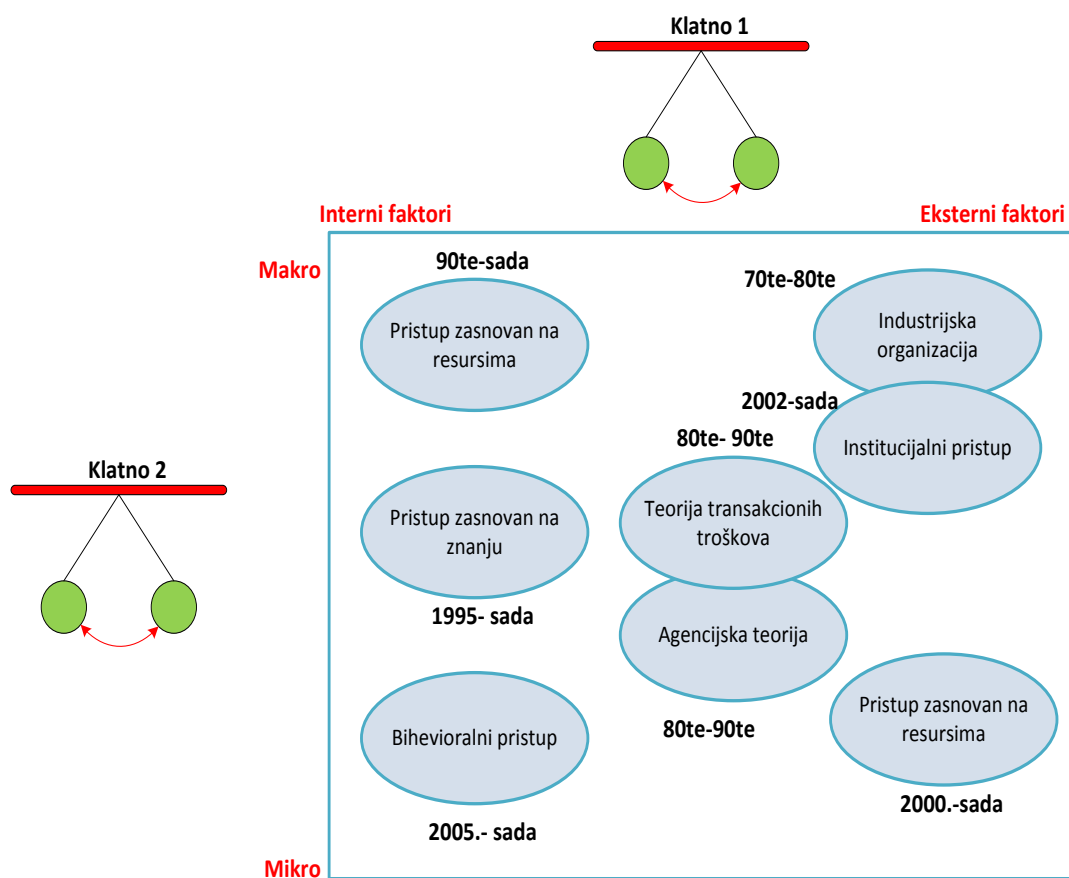 Klatno 1
Interni faktori
Eksterni faktori
Makro
90te-sada
Pristup zasnovan na
resursima
70te-80te
Industrijska
organizacija
2002-sada
Institucijalni pristup
80te- 90te
Teorija transakcionih
troškova
Klatno 2
Pristup zasnovan na
znanju
1995- sada
Agencijska teorija
80te-90te
Pristup zasnovan na
resursima
2000.-sada
Bihevioralni pristup
2005.- sada
Mikro